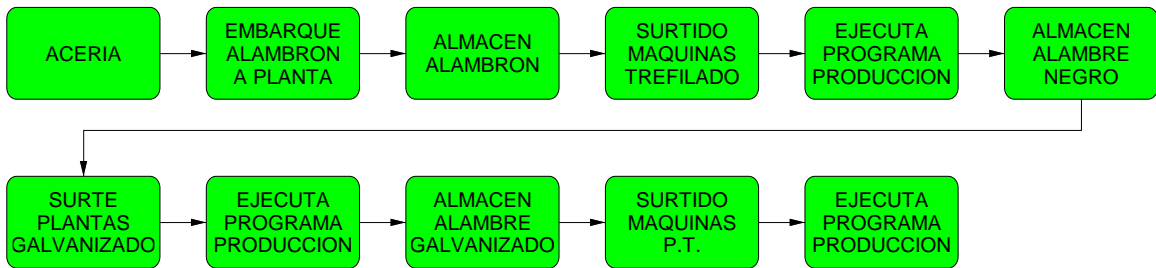 ACERIA
EMBARQUE
ALAMBRON
A PLANTA
ALMACEN
ALAMBRON
SURTIDO
MAQUINAS
TREFILADO
EJECUTA
PROGRAMA
PRODUCCION
ALMACEN
ALAMBRE
NEGRO
SURTE
PLANTAS
GALVANIZADO
EJECUTA
PROGRAMA
PRODUCCION
ALMACEN
ALAMBRE
GALVANIZADO
SURTIDO
MAQUINAS
P.T.
EJECUTA
PROGRAMA
PRODUCCION